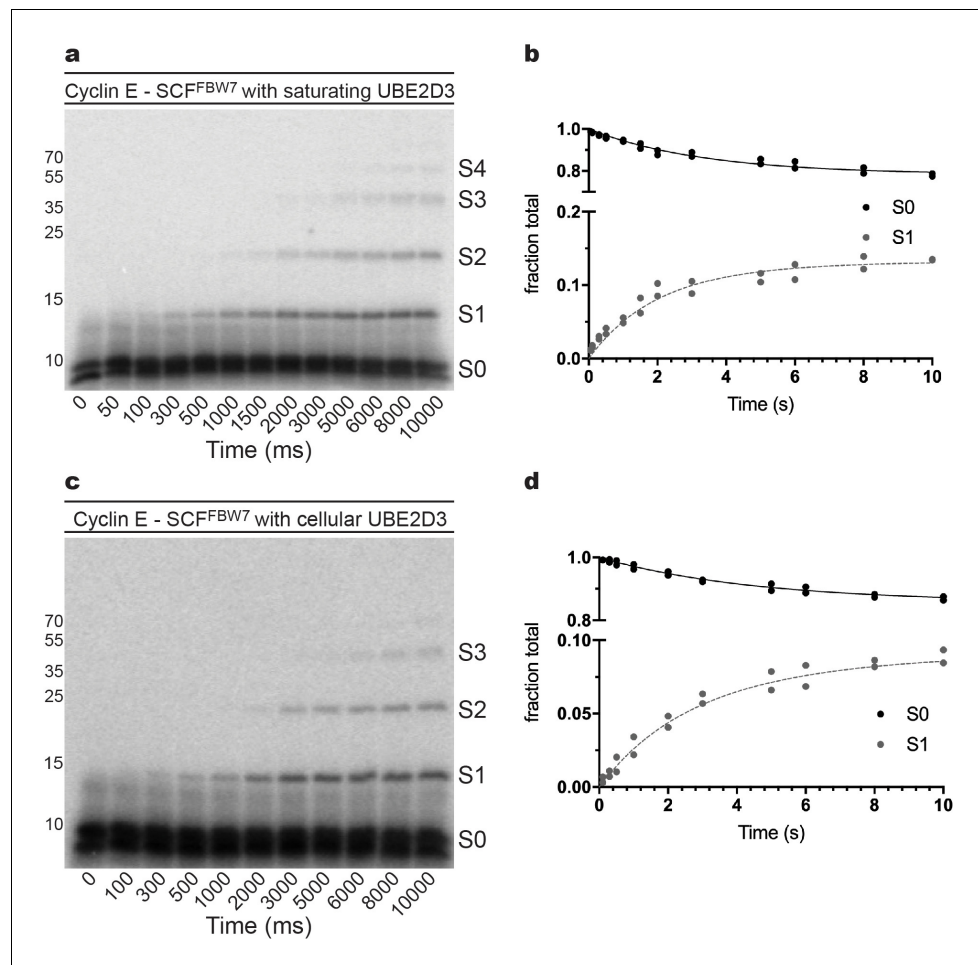 a
Cyclin E - SCFFBW7 with saturating UBE2D3
70
55
35
25
15
10
S4
S3
S2
S1
S0
0 50 100 300 500 1000 1500 2000 3000 5000 6000 8000 10000
Time (ms)
b
fraction total
1.0
0.8
0.2
0.1
0.0
S0
S1
0 2 4 6 8 10
Time (s)
c
Cyclin E - SCFFBW7 with cellular UBE2D3
70
55
35
25
15
10
S3
S2
S1
S0
0 100 300 500 1000 2000 3000 5000 6000 8000 10000
Time (ms)
d
fraction total
1.0
0.8
0.10
0.05
0.00
S0
S1
0 2 4 6 8 10
Time (s)